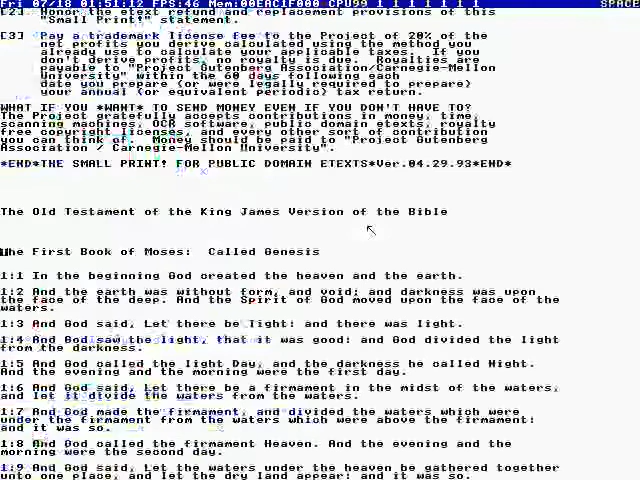 Fri 07/18 01:51:12 FPS:46 Mem:00EAC1F000 CPU99 1 1 1 1 1 1 1 SPACE
[2] Honor the etext refund and replacement provisions of this
"Small Print!" statement.
[3] Pay a trademark license fee to the Project of 20% of the
net profits you derive calculated using the method you
already use to calculate your applicable taxes. If you
don't derive profits, no royalty is due. Royalties are
payable to "Project Gutenberg Association/Carnegie-Mellon
University" within the 60 days following each
date you prepare (or were legally required to prepare)
your annual (or equivalent periodic) tax return.
WHAT IF YOU *WANT* TO SEND MONEY EVEN IF YOU DON'T HAVE TO?
The Project gratefully accepts contributions in money, time,
scanning machines, OCR software, public domain etexts, royalty
free copyright licenses, and every other sort of contribution
you can think of. Money should be paid to "Project Gutenberg
Association / Carnegie-Mellon University".
*END*THE SMALL PRINT! FOR PUBLIC DOMAIN ETEXTS*Ver.04.29.93*END*
The Old Testament of the King James Version of the Bible
The First Book of Moses: Called Genesis
1:1 In the beginning God created the heaven and the earth.
1:2 And the earth was without form, and void; and darkness was upon
the face of the deep. And the Spirit of God moved upon the face of the
waters.
1:3 And God said, Let there be light: and there was light.
1:4 And God saw the light, that it was good: and God divided the light
from the darkness.
1:5 And God called the light Day, and the darkness he called Night.
And the evening and the morning were the first day.
1:6 And God said, Let there be a firmament in the midst of the waters,
and let it divide the waters from the waters.
1:7 And God made the firmament, and divided the waters which were
under the firmament from the waters which were above the firmament:
and it was so.
1:8 And God called the firmament Heaven. And the evening and the
morning were the second day.
1:9 And God said, Let the waters under the heaven be gathered together
unto one place, and let the dry land appear: and it was so.